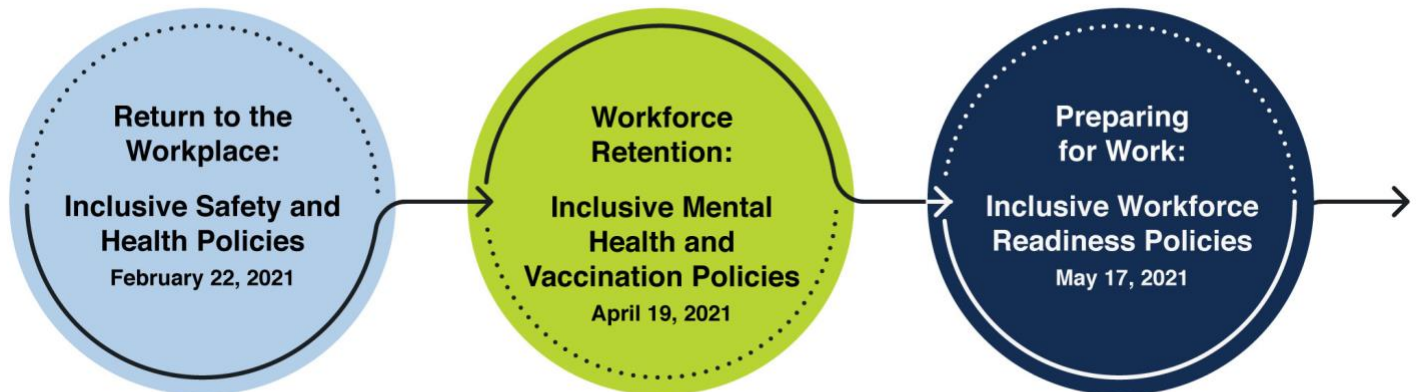 Return to the
Workplace:
Inclusive Safety and
Health Policies
February 22, 2021
Workforce
Retention:
Inclusive Mental
Health and
Vaccination Policies
April 19, 2021
Preparing
for Work:
Inclusive Workforce
Readiness Policies
May 17, 2021